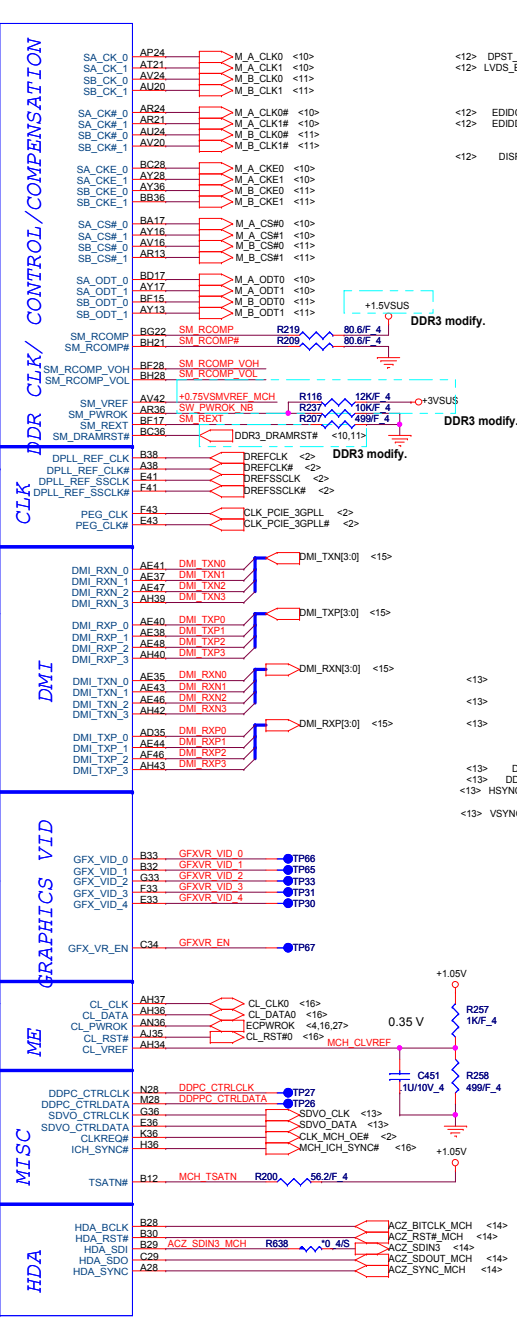 DDR CLK/ CONTROL/COMPENSATION
SA_CK_0 AP24 M_A_CLK0 <10>
SA_CK_1 AT21 M_A_CLK1 <10>
SB_CK_0 AV24 M_B_CLK0 <11>
SB_CK_1 AU20 M_B_CLK1 <11>
SA_CK#_0 AR24 M_A_CLK0# <10>
SA_CK#_1 AR21 M_A_CLK1# <10>
SB_CK#_0 AU24 M_B_CLK0# <11>
SB_CK#_1 AV20 M_B_CLK1# <11>
SA_CKE_0 BC28 M_A_CKE0 <10>
SA_CKE_1 AY28 M_A_CKE1 <10>
SB_CKE_0 AY36 M_B_CKE0 <11>
SB_CKE_1 BB36 M_B_CKE1 <11>
SA_CS#_0 BA17 M_A_CS#0 <10>
SA_CS#_1 AY16 M_A_CS#1 <10>
SB_CS#_0 AV16 M_B_CS#0 <11>
SB_CS#_1 AR13 M_B_CS#1 <11>
SA_ODT_0 BD17 M_A_ODT0 <10>
SA_ODT_1 AY17 M_A_ODT1 <10>
SB_ODT_0 BF15 M_B_ODT0 <11>
SB_ODT_1 AY13 M_B_ODT1 <11>
+1.5VSUS
DDR3 modify.
SM_RCOMP BG22 SM_RCOMP R219 80.6/F_4
SM_RCOMP# BH21 SM_RCOMP# R209 80.6/F_4
SM_RCOMP_VOH BF28 SM_RCOMP_VOH
SM_RCOMP_VOL BH28 SM_RCOMP_VOL
SM_VREF AV42 +0.75VSMVREF_MCH R116 12K/F_4 +3VSUS
SM_PWROK AR36 SW_PWROK_NB R237 10K/F_4
SM_REXT BF17 SM_REXT R207 499/F_4
DDR3 modify.
SM_DRAMRST# BC36 DDR3_DRAMRST# <10,11>
DDR3 modify.
CLK
DPLL_REF_CLK B38 DREFCLK <2>
DPLL_REF_CLK# A38 DREFCLK# <2>
DPLL_REF_SSCLK E41 DREFSSCLK <2>
DPLL_REF_SSCLK# F41 DREFSSCLK# <2>
PEG_CLK F43 CLK_PCIE_3GPLL <2>
PEG_CLK# E43 CLK_PCIE_3GPLL# <2>
DMI
DMI_TXN[3:0] <15>
DMI_RXN_0 AE41 DMI_TXN0
DMI_RXN_1 AE37 DMI_TXN1
DMI_RXN_2 AE47 DMI_TXN2
DMI_RXN_3 AH39 DMI_TXN3
DMI_TXP[3:0] <15>
DMI_RXP_0 AE40 DMI_TXP0
DMI_RXP_1 AE38 DMI_TXP1
DMI_RXP_2 AE48 DMI_TXP2
DMI_RXP_3 AH40 DMI_TXP3
DMI_RXN[3:0] <15>
DMI_TXN_0 AE35 DMI_RXN0
DMI_TXN_1 AE43 DMI_RXN1
DMI_TXN_2 AE46 DMI_RXN2
DMI_TXN_3 AH42 DMI_RXN3
DMI_RXP[3:0] <15>
DMI_TXP_0 AD35 DMI_RXP0
DMI_TXP_1 AE44 DMI_RXP1
DMI_TXP_2 AF46 DMI_RXP2
DMI_TXP_3 AH43 DMI_RXP3
GRAPHICS VID
GFX_VID_0 B33 GFXVR_VID_0 TP66
GFX_VID_1 B32 GFXVR_VID_1 TP65
GFX_VID_2 G33 GFXVR_VID_2 TP33
GFX_VID_3 F33 GFXVR_VID_3 TP31
GFX_VID_4 E33 GFXVR_VID_4 TP30
GFX_VR_EN C34 GFXVR_EN TP67
ME
+1.05V
CL_CLK AH37 CL_CLK0 <16>
CL_DATA AH36 CL_DATA0 <16>
CL_PWROK AN36 ECPWROK <4,16,27>
CL_RST# AJ35 CL_RST#0 <16>
CL_VREF AH34 MCH_CLVREF
0.35 V
R257
1K/F_4
C451
.1U/10V_4
R258
499/F_4
MISC
DDPC_CTRLCLK N28 DDPC_CTRLCLK TP27
DDPC_CTRLDATA M28 DDPPC_CTRLDATA TP26
SDVO_CTRLCLK G36 SDVO_CLK <13>
SDVO_CTRLDATA E36 SDVO_DATA <13>
CLKREQ# K36 CLK_MCH_OE# <2>
ICH_SYNC# H36 MCH_ICH_SYNC# <16>
+1.05V
TSATN# B12 MCH_TSATN R200 56.2/F_4
HDA
HDA_BCLK B28 ACZ_BITCLK_MCH <14>
HDA_RST# B30 ACZ_RST#_MCH <14>
HDA_SDI B29 ACZ_SDIN3_MCH R638 *0_4/S ACZ_SDIN3 <14>
HDA_SDO C29 ACZ_SDOUT_MCH <14>
HDA_SYNC A28 ACZ_SYNC_MCH <14>
<12> DPST_
<12> LVDS_
<12>
<12>
<12>
<13>
<13>
<13>
<13>
<13>
<13> HSYNC
<13> VSYNC